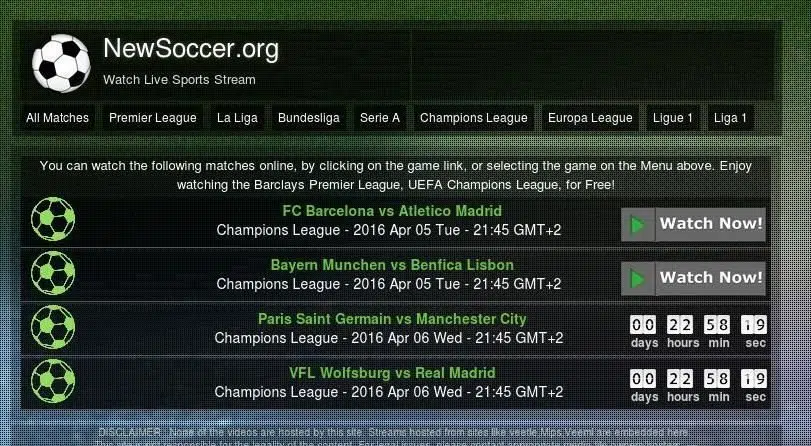 NewSoccer.org
Watch Live Sports Stream
All Matches Premier League La Liga Bundesliga Serie A Champions League Europa League Ligue 1 Liga 1
You can watch the following matches online, by clicking on the game link, or selecting the game on the Menu above. Enjoy
watching the Barclays Premier League, UEFA Champions League, for Free!
FC Barcelona vs Atletico Madrid
Champions League - 2016 Apr 05 Tue - 21:45 GMT+2
Watch Now!
Bayern Munchen vs Benfica Lisbon
Champions League - 2016 Apr 05 Tue - 21:45 GMT+2
Watch Now!
Paris Saint Germain vs Manchester City
Champions League - 2016 Apr 06 Wed - 21:45 GMT+2
00 22 58 19
days hours min sec
VFL Wolfsburg vs Real Madrid
Champions League - 2016 Apr 06 Wed - 21:45 GMT+2
00 22 58 19
days hours min sec
DISCLAIMER : None of the videos are hosted by this site. Streams hosted from sites like veetle,Mips,Veemi are embedded here.